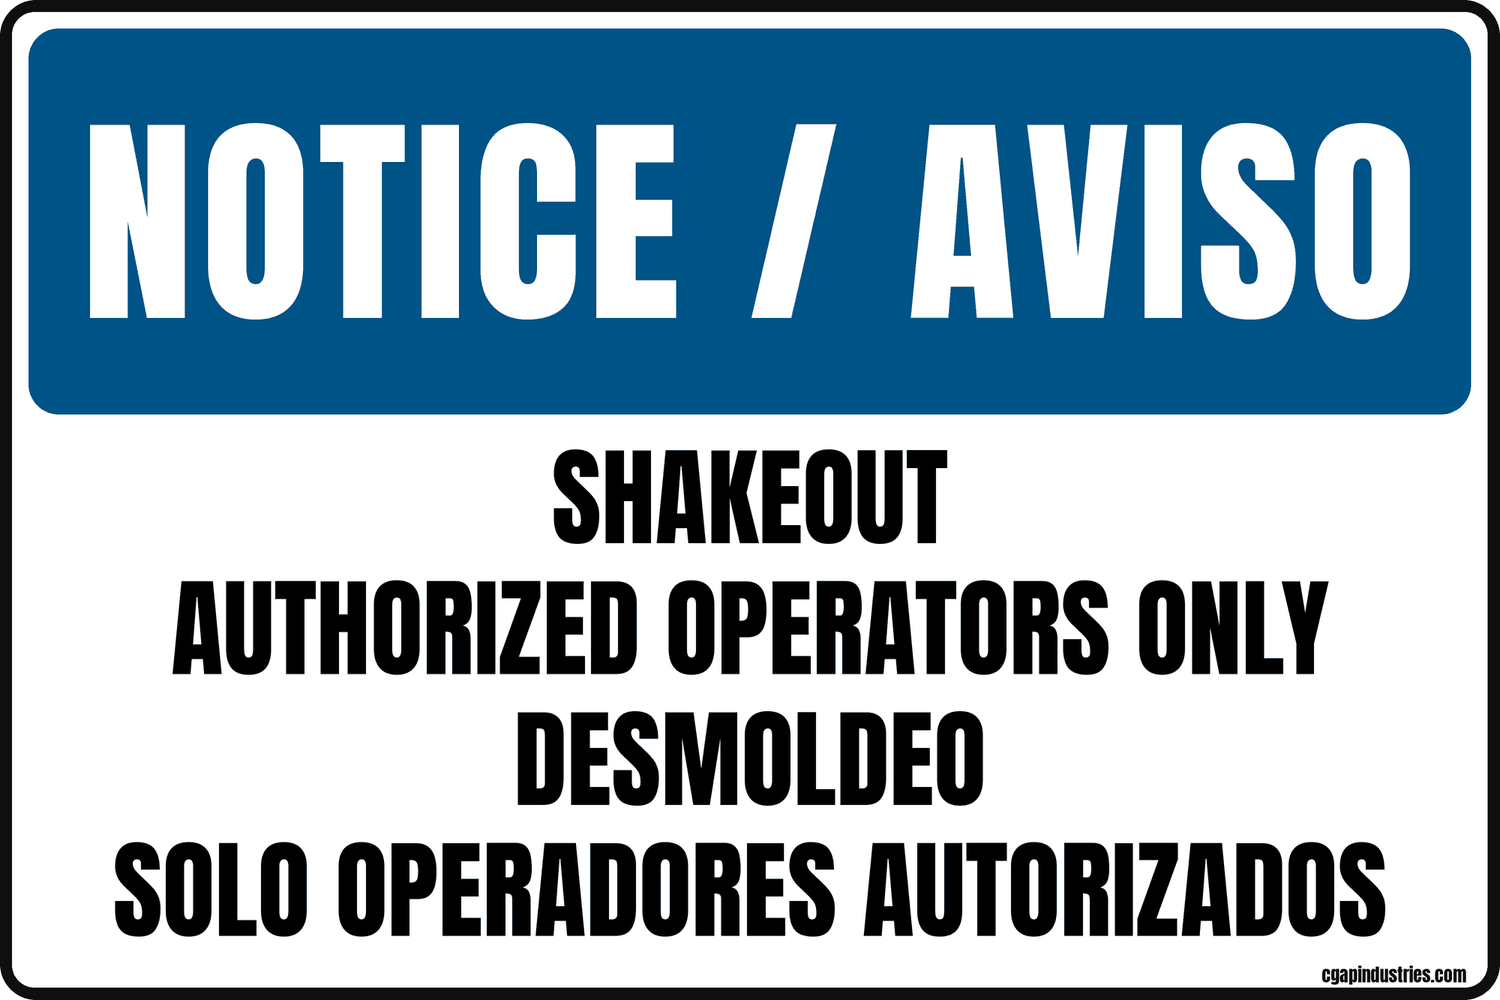 NOTICE / AVISO
SHAKEOUT
AUTHORIZED OPERATORS ONLY
DESMOLDEO
SOLO OPERADORES AUTORIZADOS
cgapindustries.com